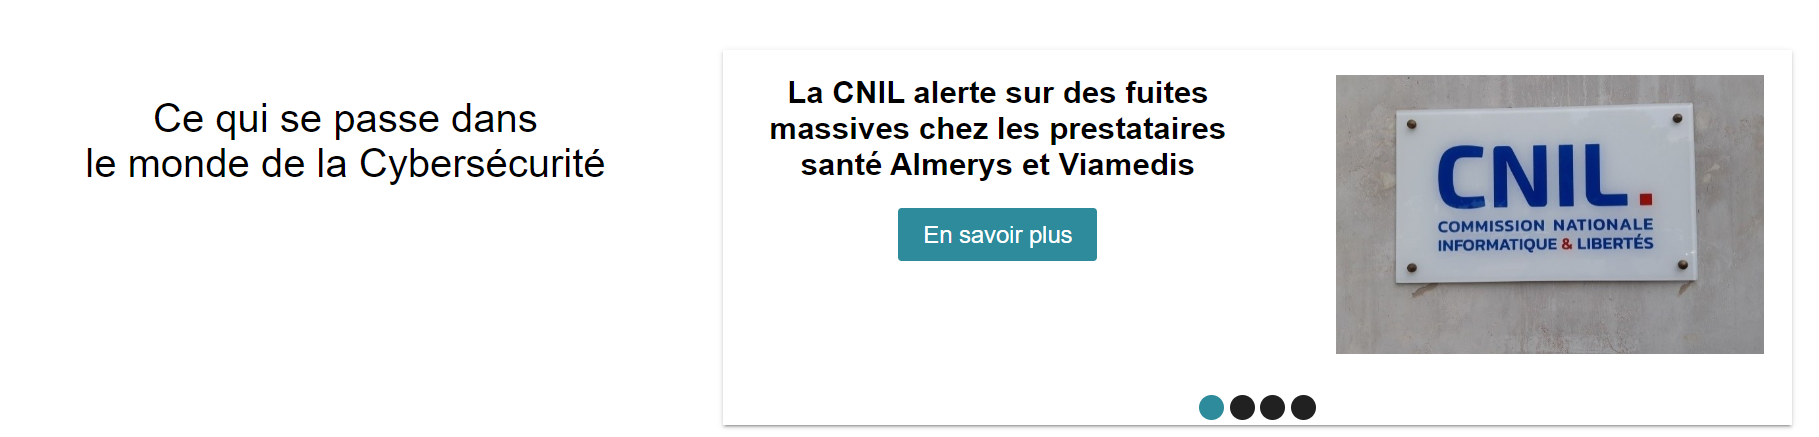 Ce qui se passe dans
le monde de la Cybersécurité
La CNIL alerte sur des fuites
massives chez les prestataires
santé Almerys et Viamedis
En savoir plus
CNIL.
COMMISSION NATIONALE
INFORMATIQUE & LIBERTÉS